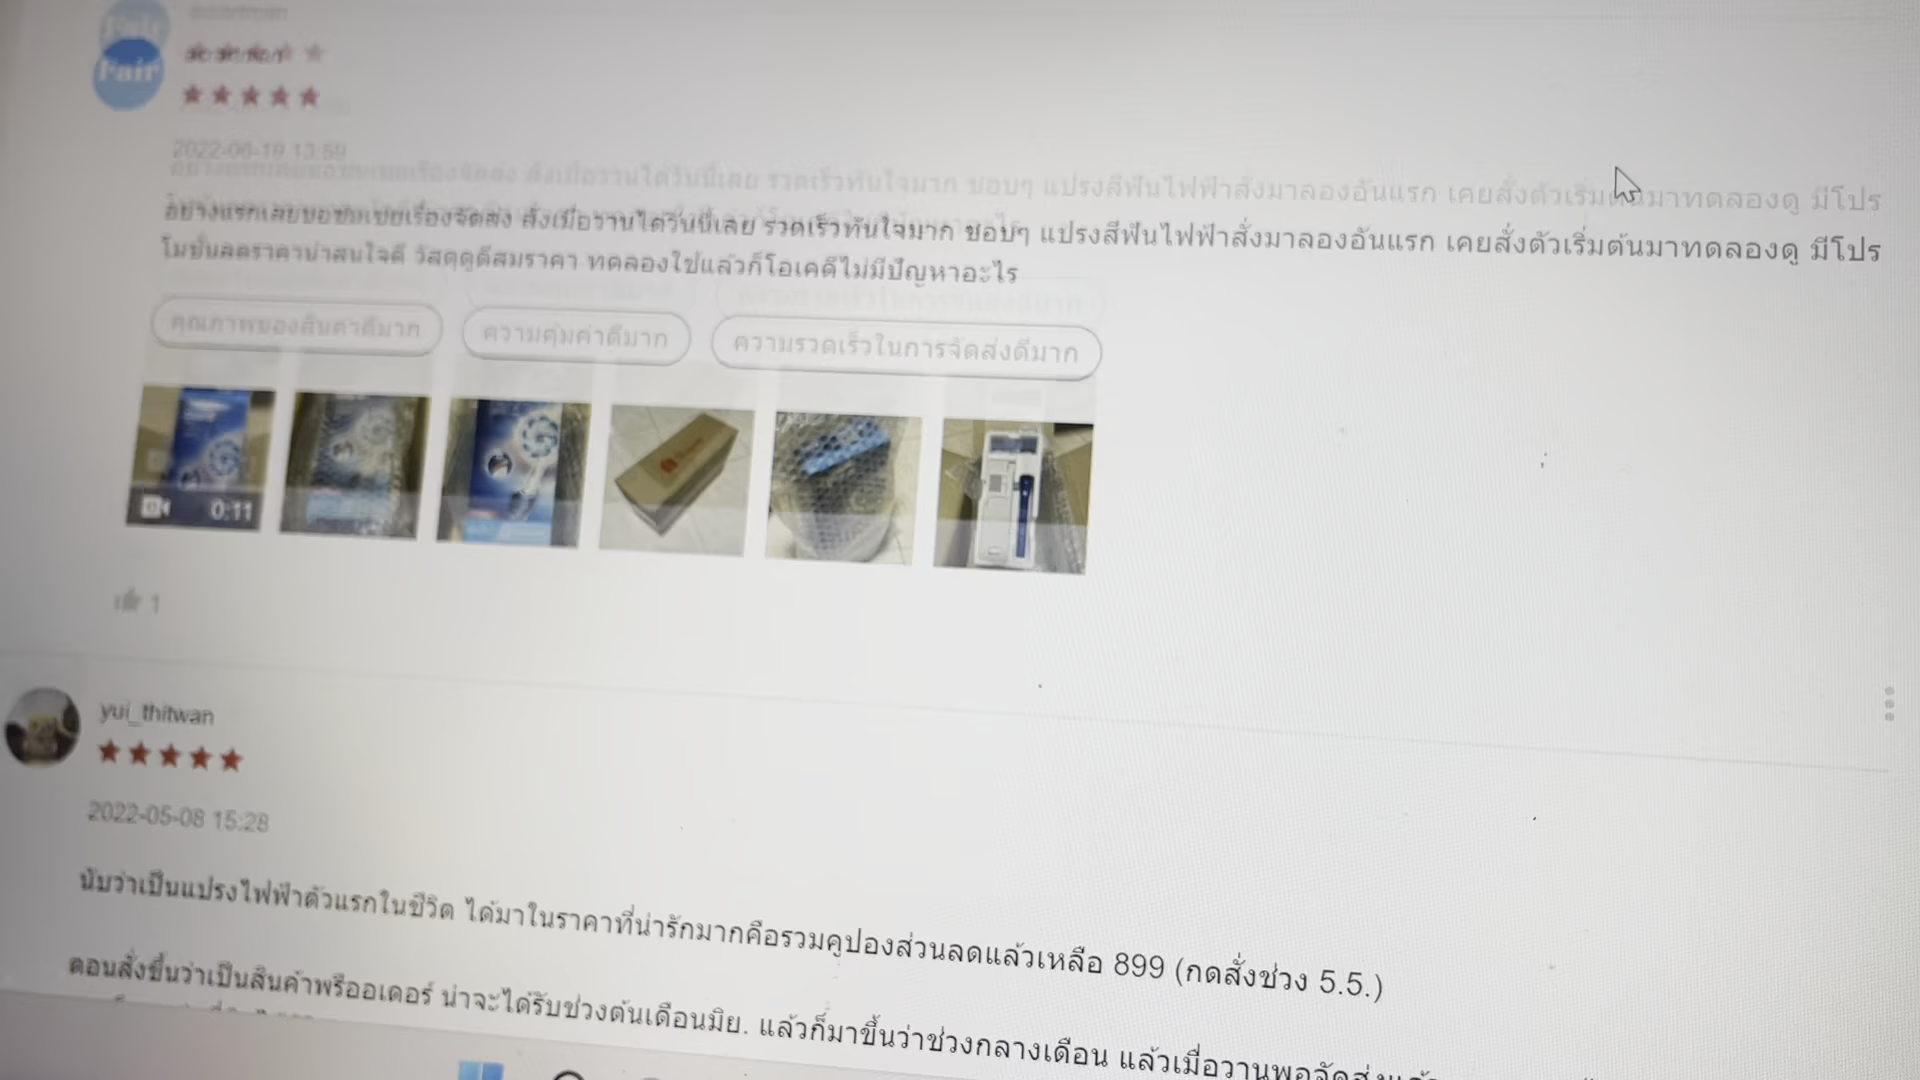 Fair
2022-06-19 13:59
อย่างแรกเลยขอชมเชยเรื่องจัดส่ง สั่งเมื่อวานได้วันนี้เลย รวดเร็วทันใจมาก ชอบๆ แปรงสีฟันไฟฟ้าสั่งมาลองอันแรก เคยสั่งตัวเริ่มต้นมาทดลองดู มีโปร
โมชั่นลดราคาน่าสนใจดี วัสดุดูดีสมราคา ทดลองใช้แล้วก็โอเคดีไม่มีปัญหาอะไร
คุณภาพของสินค้าดีมาก ความคุ้มค่าดีมาก ความรวดเร็วในการจัดส่งดีมาก
0:11
1
yui_thitwan
2022-05-08 15:28
นับว่าเป็นแปรงไฟฟ้าตัวแรกในชีวิต ได้มาในราคาที่น่ารักมากคือรวมคูปองส่วนลดแล้วเหลือ 899 (กดสั่งช่วง 5.5.)
ตอนสั่งขึ้นว่าเป็นสินค้าพรีออเดอร์ น่าจะได้รับช่วงต้นเดือนมิย. แล้วก็มาขึ้นว่าช่วงกลางเดือน แล้วเมื่อวานพอจัดส่งแล้ว